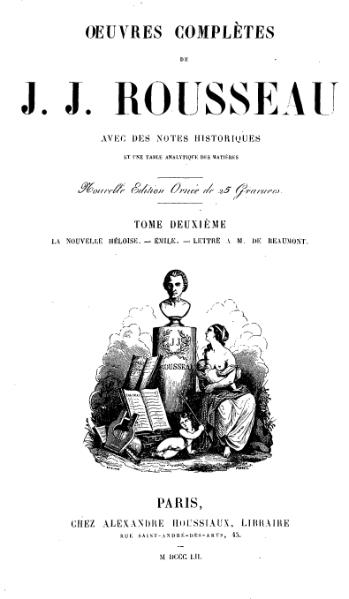 ŒUVRES COMPLÈTES
DE
J. J. ROUSSEAU
AVEC DES NOTES HISTORIQUES
ET UNE TABLE ANALYTIQUE DES MATIÈRES
Nouvelle Édition Ornée de 25 Gravures.
TOME DEUXIÈME
LA NOUVELLE HÉLOISE. — ÉMILE. — LETTRE A M. DE BEAUMONT.
J J
ROUSSEAU
PARIS,
CHEZ ALEXANDRE HOUSSIAUX, LIBRAIRE
RUE SAINT-ANDRÉ-DES-ARTS, 45.
M DCCC LII.